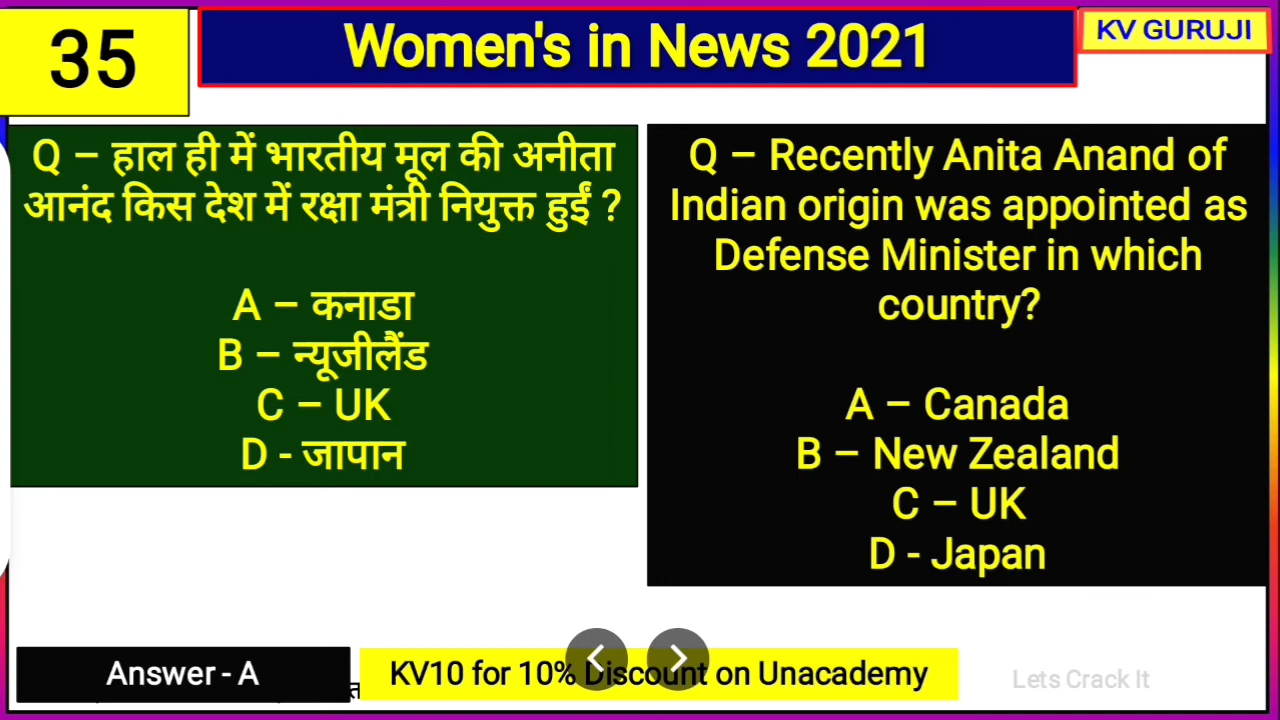 35
Women's in News 2021
KV GURUJI
Q – हाल ही में भारतीय मूल की अनीता
आनंद किस देश में रक्षा मंत्री नियुक्त हुईं ?
A – कनाडा
B – न्यूजीलैंड
C – UK
D - जापान
Q – Recently Anita Anand of
Indian origin was appointed as
Defense Minister in which
country?
A – Canada
B – New Zealand
C – UK
D - Japan
Answer - A
KV10 for 10% Discount on Unacademy
Lets Crack It